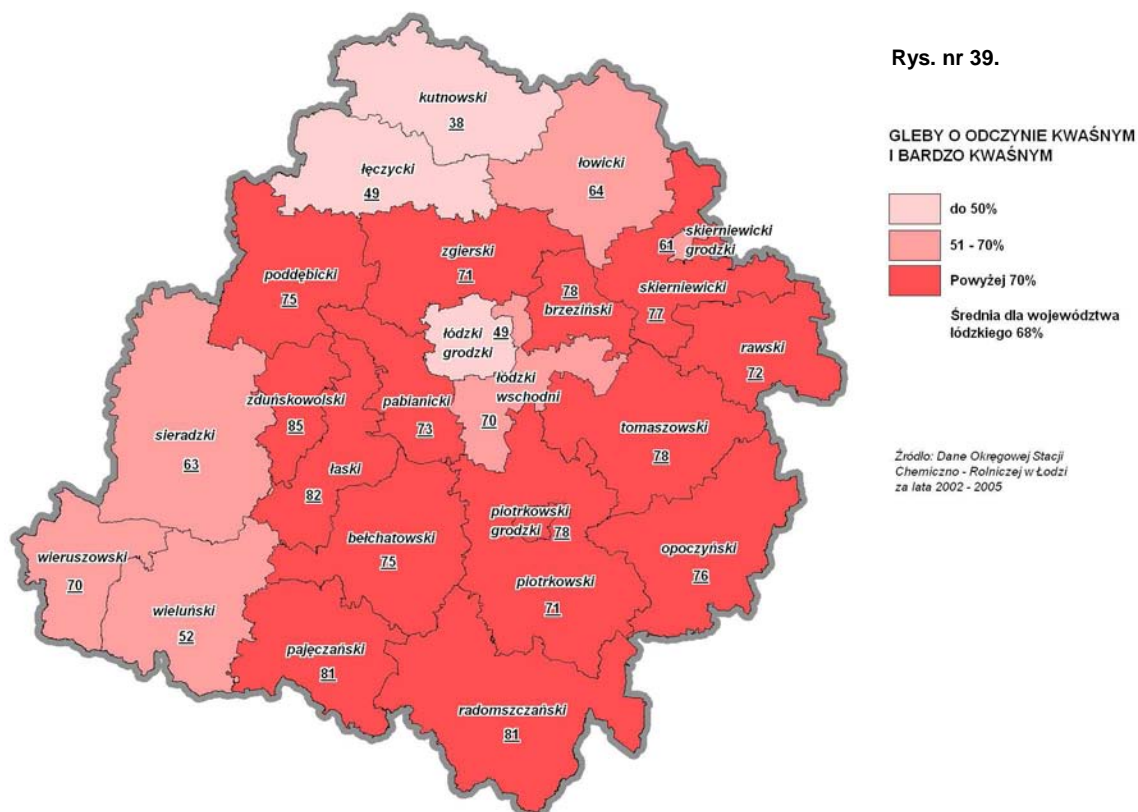 Rys. nr 39.
GLEBY O ODCZYNIE KWAŚNYM
I BARDZO KWAŚNYM
do 50%
51 - 70%
Powyżej 70%
Średnia dla województwa
łódzkiego 68%
Źródło: Dane Okręgowej Stacji
Chemiczno - Rolniczej w Łodzi
za lata 2002 - 2005
kutnowski
38
łęczycki
49
łowicki
64
skierniewicki
grodzki
61
zgierski
71
poddębicki
75
78
brzeziński
skierniewicki
77
łódzki
grodzki
49
rawski
72
łódzki
wschodni
70
zduńskowolski
85
pabianicki
73
sieradzki
63
tomaszowski
78
łaski
82
piotrkowski
grodzki
78
bełchatowski
75
opoczyński
76
wieruszowski
70
piotrkowski
71
wieluński
52
pajęczański
81
radomszczański
81